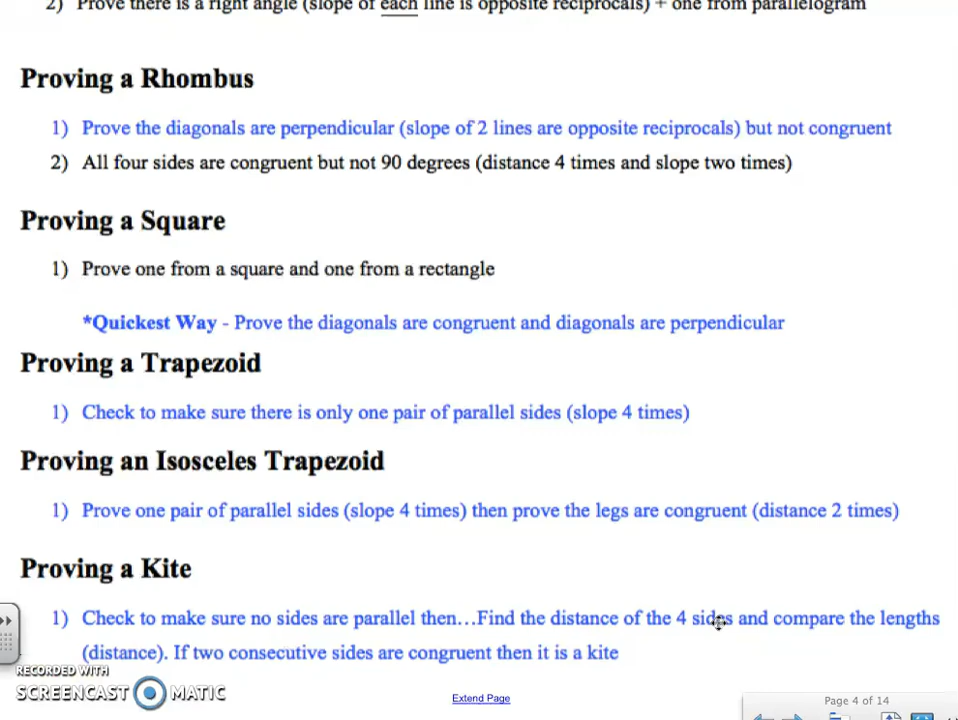 2) Prove there is a right angle (slope of each line is opposite reciprocals) + one from parallelogram
Proving a Rhombus
1) Prove the diagonals are perpendicular (slope of 2 lines are opposite reciprocals) but not congruent
2) All four sides are congruent but not 90 degrees (distance 4 times and slope two times)
Proving a Square
1) Prove one from a square and one from a rectangle
*Quickest Way - Prove the diagonals are congruent and diagonals are perpendicular
Proving a Trapezoid
1) Check to make sure there is only one pair of parallel sides (slope 4 times)
Proving an Isosceles Trapezoid
1) Prove one pair of parallel sides (slope 4 times) then prove the legs are congruent (distance 2 times)
Proving a Kite
1) Check to make sure no sides are parallel then…Find the distance of the 4 sides and compare the lengths
(distance). If two consecutive sides are congruent then it is a kite
RECORDED WITH
SCREENCAST MATIC
Extend Page
Page 4 of 14